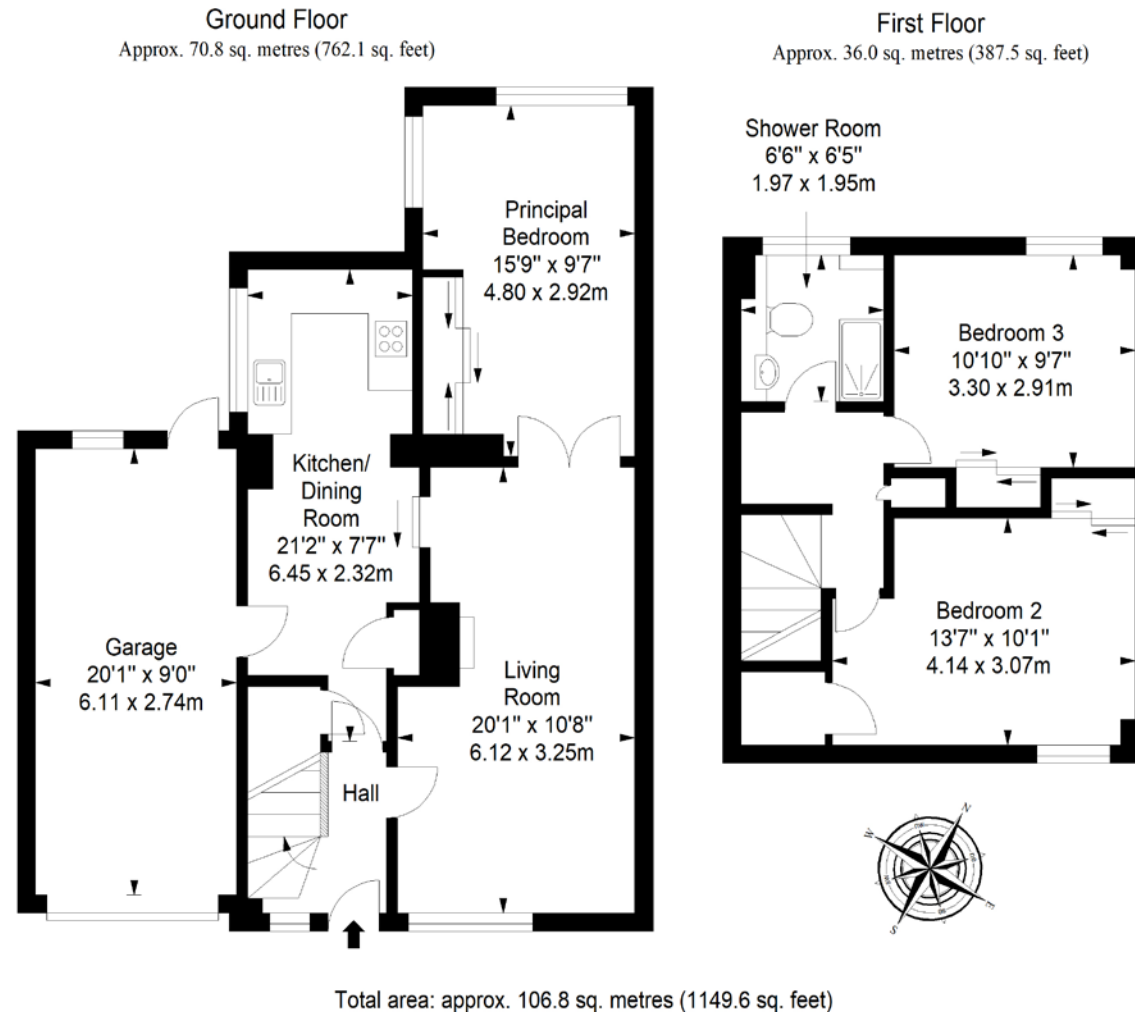 Ground Floor
Approx. 70.8 sq. metres (762.1 sq. feet)
First Floor
Approx. 36.0 sq. metres (387.5 sq. feet)
Shower Room
6'6" x 6'5"
1.97 x 1.95m
Principal
Bedroom
15'9" x 9'7"
4.80 x 2.92m
Bedroom 3
10'10" x 9'7"
3.30 x 2.91m
Kitchen/
Dining
Room
21'2" x 7'7"
6.45 x 2.32m
Garage
20'1" x 9'0"
6.11 x 2.74m
Living
Room
20'1" x 10'8"
6.12 x 3.25m
Bedroom 2
13'7" x 10'1"
4.14 x 3.07m
Hall
N
W
E
S
Total area: approx. 106.8 sq. metres (1149.6 sq. feet)